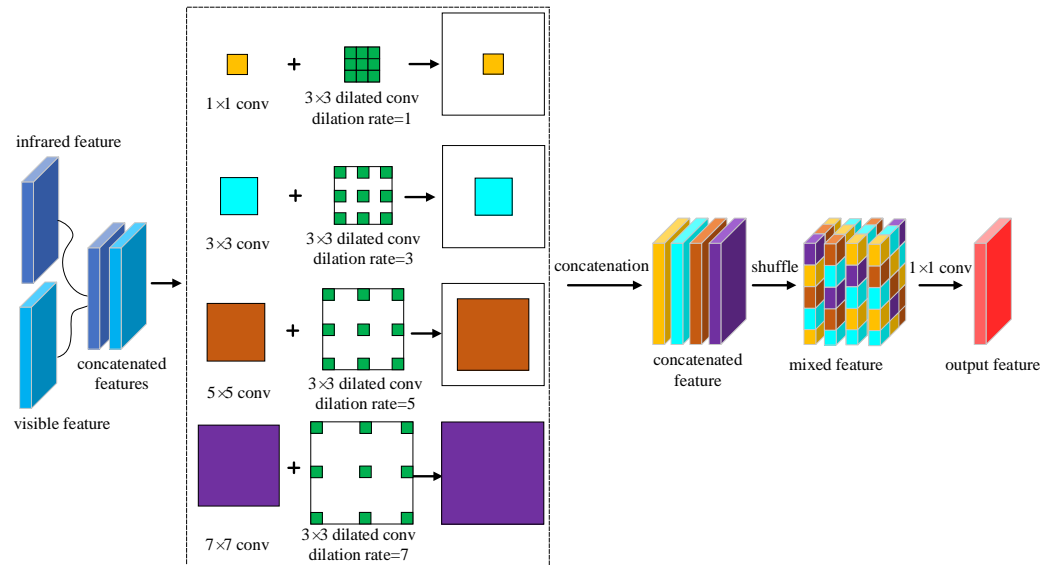 infrared feature
visible feature
concatenated
features
+
1×1 conv
3×3 dilated conv
dilation rate=1
+
3×3 conv
3×3 dilated conv
dilation rate=3
+
5×5 conv
3×3 dilated conv
dilation rate=5
+
7×7 conv
3×3 dilated conv
dilation rate=7
concatenation
concatenated
feature
shuffle
mixed feature
1×1 conv
output feature